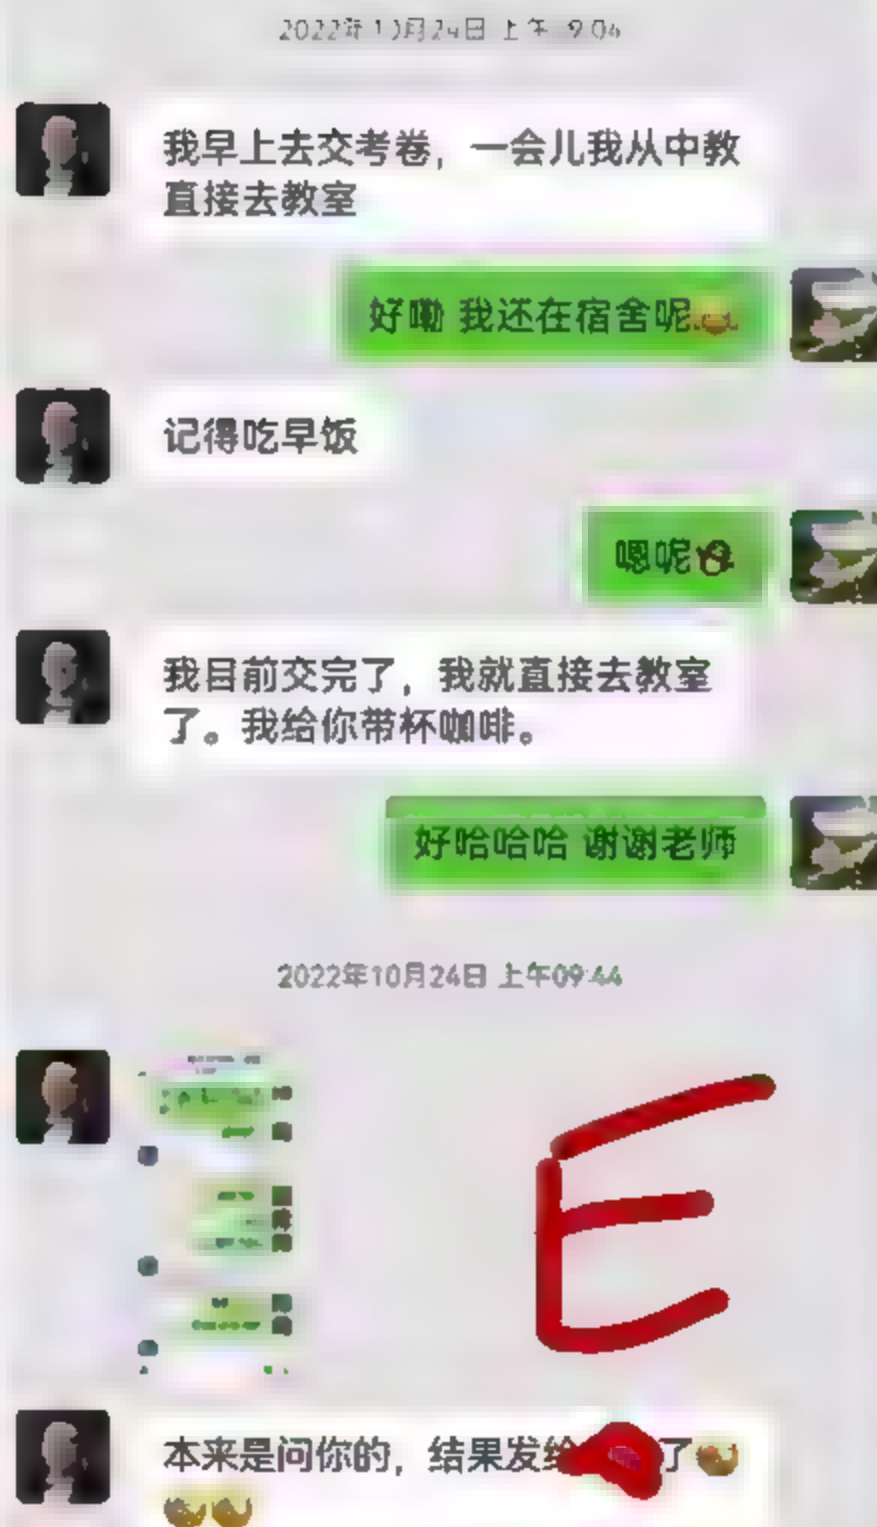 2022年10月24日 上午 9:06
我早上去交考卷，一会儿我从中教
直接去教室
好嘞 我还在宿舍呢
记得吃早饭
嗯呢
我目前交完了，我就直接去教室
了。我给你带杯咖啡。
好哈哈哈 谢谢老师
2022年10月24日 上午09:44
E
本来是问你的，结果发给 了